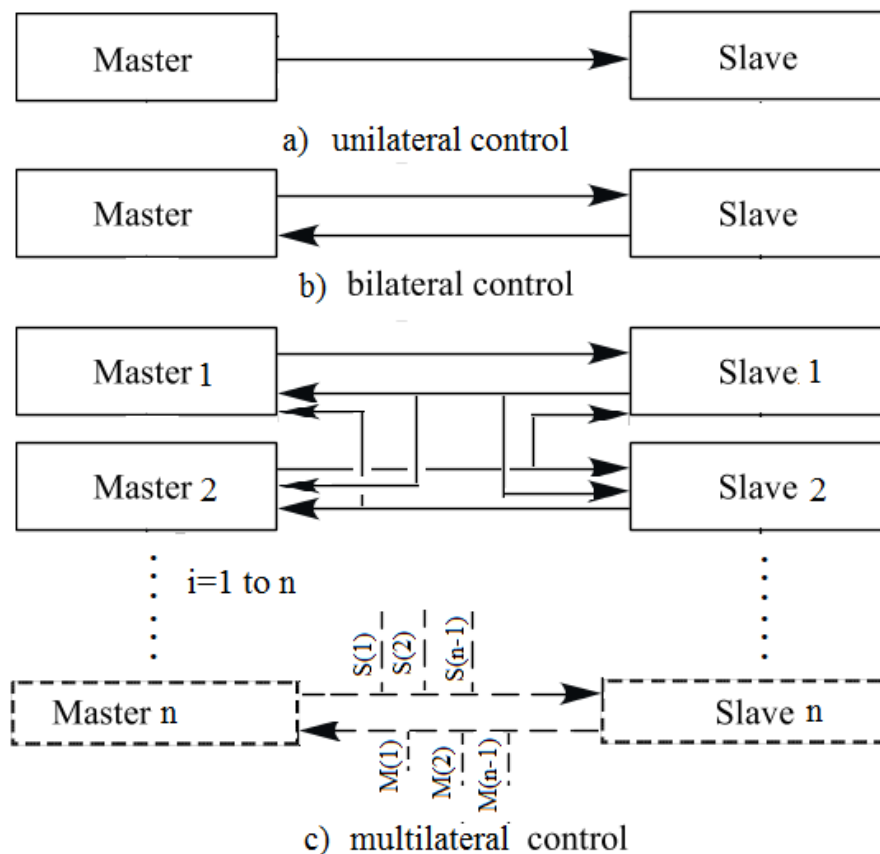 Master
Slave
a) unilateral control
Master
Slave
b) bilateral control
Master 1
Slave 1
Master 2
Slave 2
i=1 to n
S(1)
S(2)
S(n-1)
Master n
Slave n
M(1)
M(2)
M(n-1)
c) multilateral control